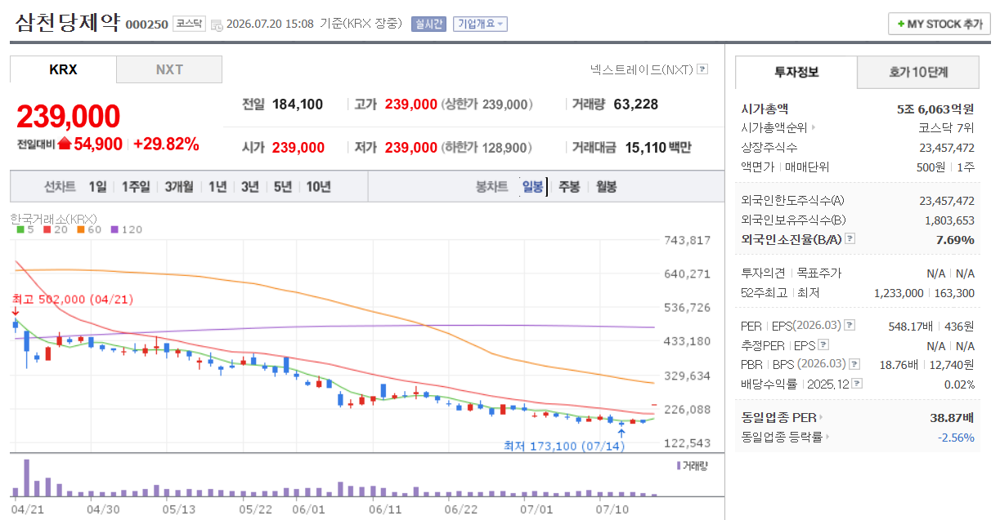 삼천당제약 000250 코스닥 2026.07.20 15:08 기준(KRX 장중) 실시간 기업개요
+ MY STOCK 추가
KRX NXT
넥스트레이드(NXT) ?
239,000
전일대비 54,900 +29.82%
전일 184,100 고가 239,000 (상한가 239,000) 거래량 63,228
시가 239,000 저가 239,000 (하한가 128,900) 거래대금 15,110 백만
선차트 1일 1주일 3개월 1년 3년 5년 10년 봉차트 일봉 주봉 월봉
한국거래소(KRX)
5 20 60 120
743,817
640,271
536,726
433,180
329,634
226,088
122,543
최고 502,000 (04/21)
최저 173,100 (07/14)
거래량
04/21 04/30 05/13 05/22 06/01 06/11 06/22 07/01 07/10
투자정보 호가 10단계
시가총액 5조 6,063억원
시가총액순위 코스닥 7위
상장주식수 23,457,472
액면가 매매단위 500원 1주
외국인한도주식수(A) 23,457,472
외국인보유주식수(B) 1,803,653
외국인소진율(B/A) ? 7.69%
투자의견 목표주가 N/A N/A
52주최고 최저 1,233,000 163,300
PER EPS(2026.03) ? 548.17배 436원
추정PER EPS ? N/A N/A
PBR BPS (2026.03) ? 18.76배 12,740원
배당수익률 2025.12 ? 0.02%
동일업종 PER 38.87배
동일업종 등락률 -2.56%